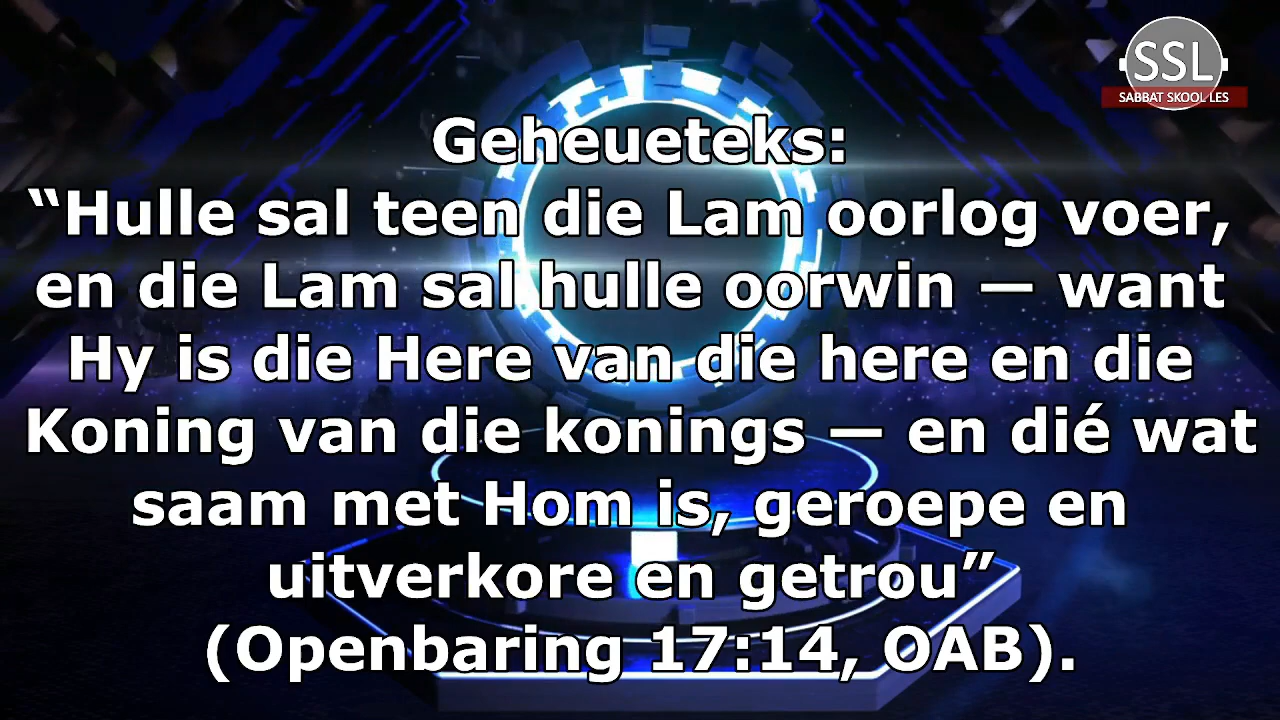 SSL
SABBAT SKOOL LES
Geheueteks:
“Hulle sal teen die Lam oorlog voer,
en die Lam sal hulle oorwin — want
Hy is die Here van die here en die
Koning van die konings — en dié wat
saam met Hom is, geroepe en
uitverkore en getrou”
(Openbaring 17:14, OAB).